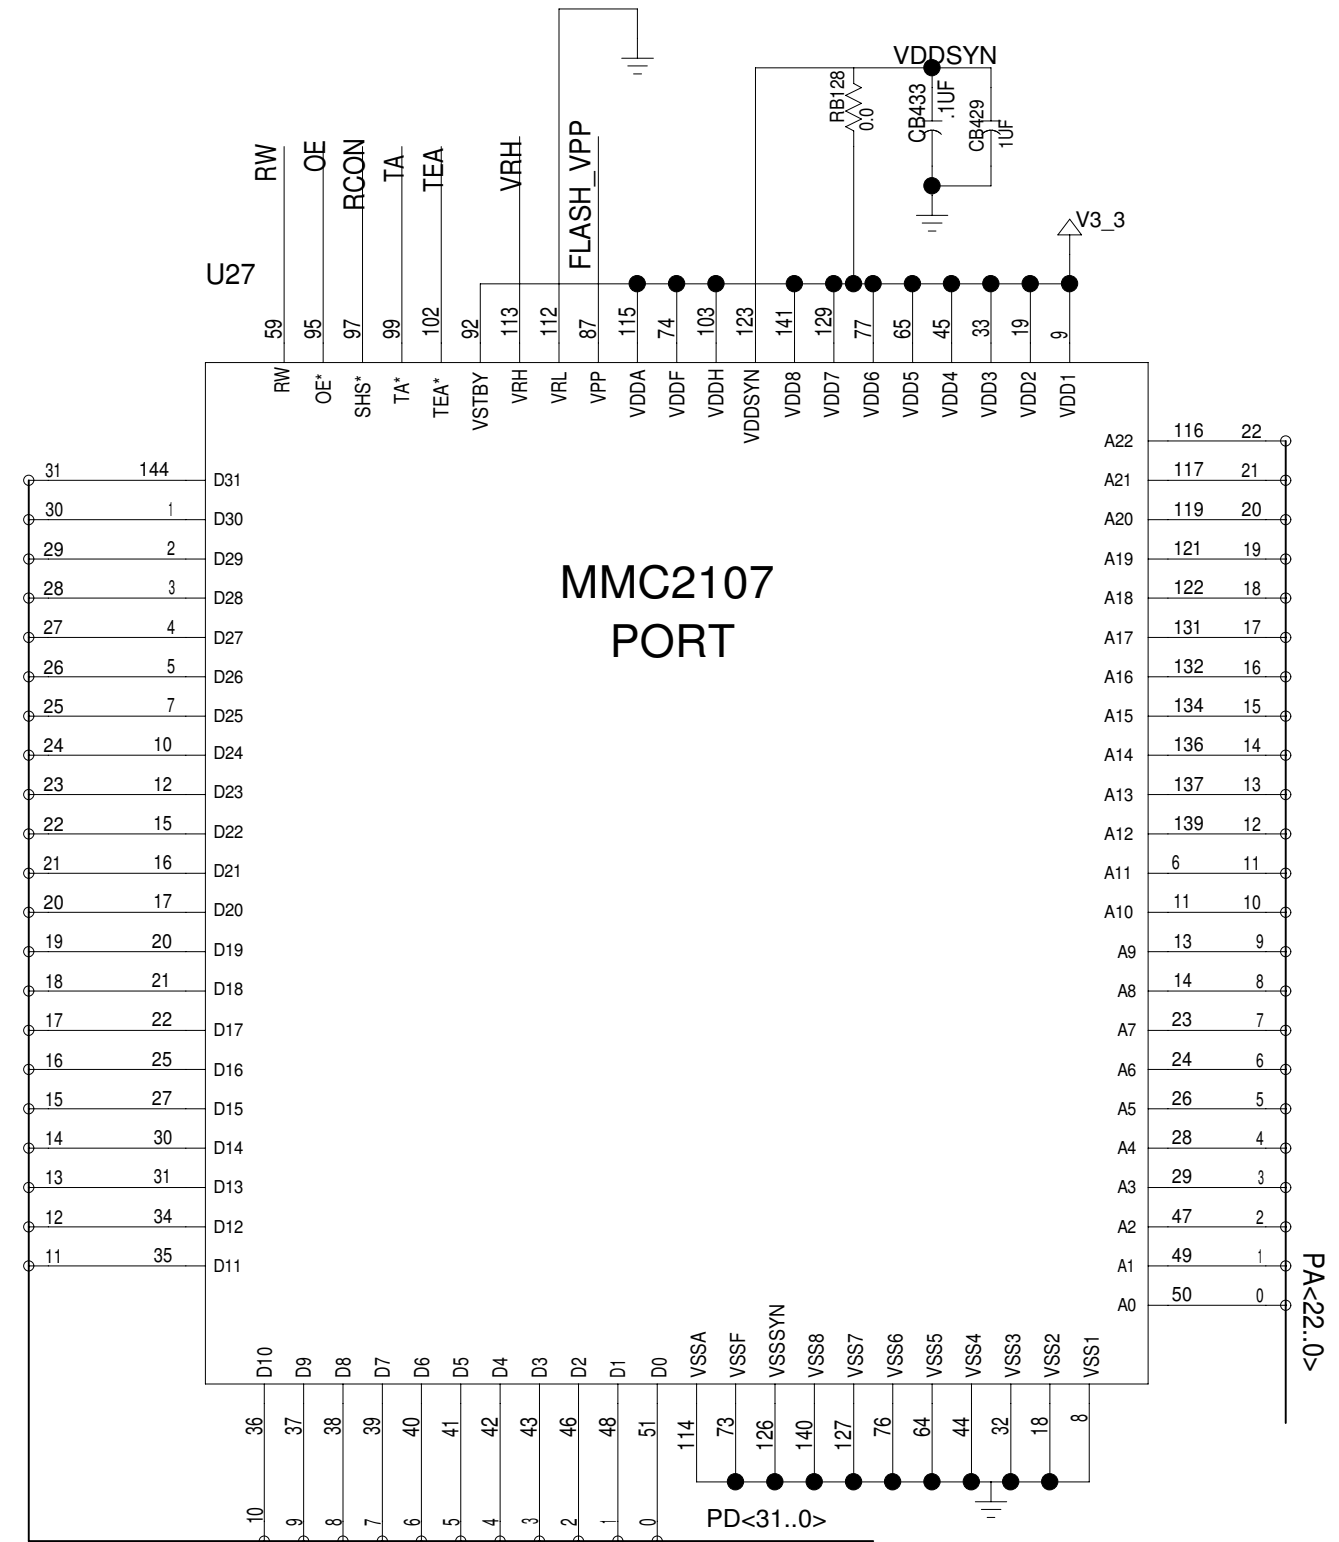 VDDSYN
RB128
0.0
CB433
.1UF
CB429
1UF
V3_3
RW
OE
RCON
TA
TEA
VRH
FLASH_VPP
U27
59
95
97
99
102
92
113
112
87
115
74
103
123
141
129
77
65
45
33
19
9
RW
OE*
SHS*
TA*
TEA*
VSTBY
VRH
VRL
VPP
VDDA
VDDF
VDDH
VDDSYN
VDD8
VDD7
VDD6
VDD5
VDD4
VDD3
VDD2
VDD1
MMC2107
PORT
31 144 D31
30 1 D30
29 2 D29
28 3 D28
27 4 D27
26 5 D26
25 7 D25
24 10 D24
23 12 D23
22 15 D22
21 16 D21
20 17 D20
19 20 D19
18 21 D18
17 22 D17
16 25 D16
15 27 D15
14 30 D14
13 31 D13
12 34 D12
11 35 D11
A22 116 22
A21 117 21
A20 119 20
A19 121 19
A18 122 18
A17 131 17
A16 132 16
A15 134 15
A14 136 14
A13 137 13
A12 139 12
A11 6 11
A10 11 10
A9 13 9
A8 14 8
A7 23 7
A6 24 6
A5 26 5
A4 28 4
A3 29 3
A2 47 2
A1 49 1
A0 50 0
PA<22..0>
D10
D9
D8
D7
D6
D5
D4
D3
D2
D1
D0
VSSA
VSSF
VSSSYN
VSS8
VSS7
VSS6
VSS5
VSS4
VSS3
VSS2
VSS1
36
37
38
39
40
41
42
43
46
48
51
114
73
126
140
127
76
64
44
32
18
8
10
9
8
7
6
5
4
3
2
1
0
PD<31..0>